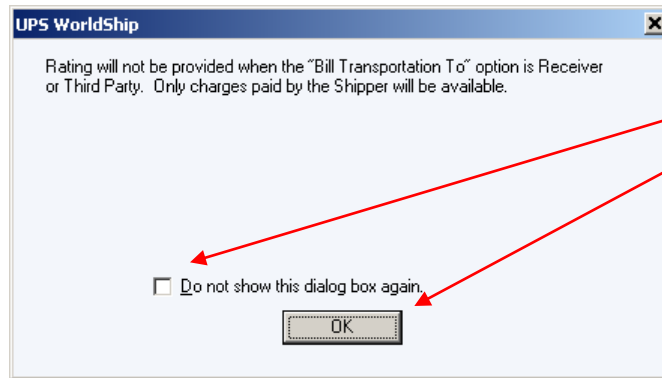 UPS WorldShip
Rating will not be provided when the "Bill Transportation To" option is Receiver
or Third Party. Only charges paid by the Shipper will be available.
Do not show this dialog box again.
OK